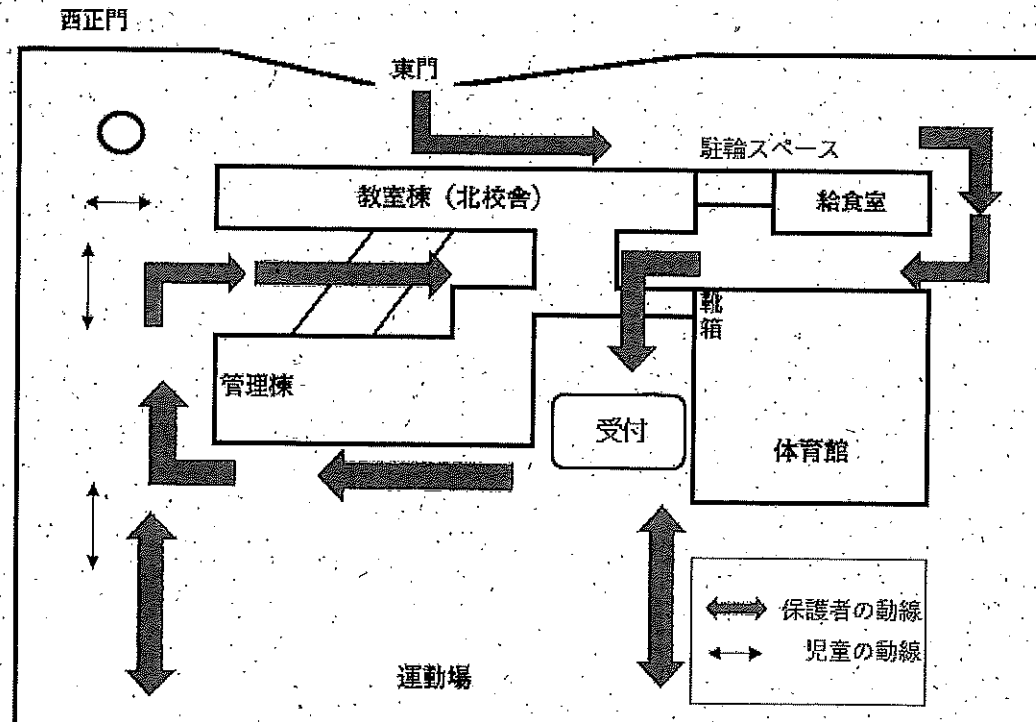 西正門
東門
駐輪スペース
教室棟（北校舎）
給食室
靴箱
管理棟
受付
体育館
保護者の動線
児童の動線
運動場